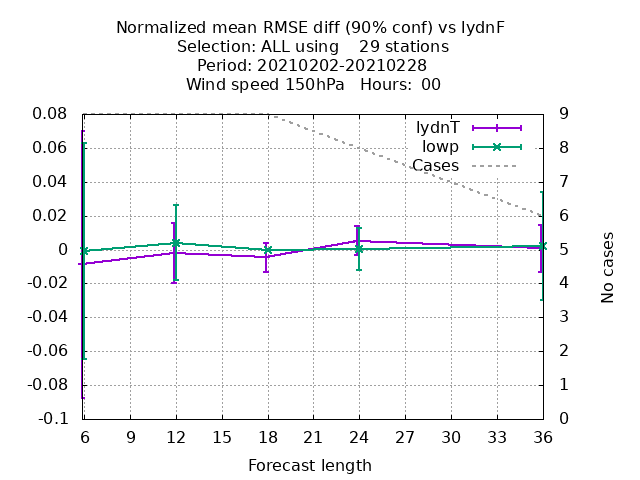 Normalized mean RMSE diff (90% conf) vs lydnF
Selection: ALL using    29 stations
Period: 20210202-20210228
Wind speed 150hPa   Hours:  00
lydnT
lowp
Cases
0.08
0.06
0.04
0.02
0
-0.02
-0.04
-0.06
-0.08
-0.1
9
8
7
6
5
4
3
2
1
0
No cases
6 9 12 15 18 21 24 27 30 33 36
Forecast length